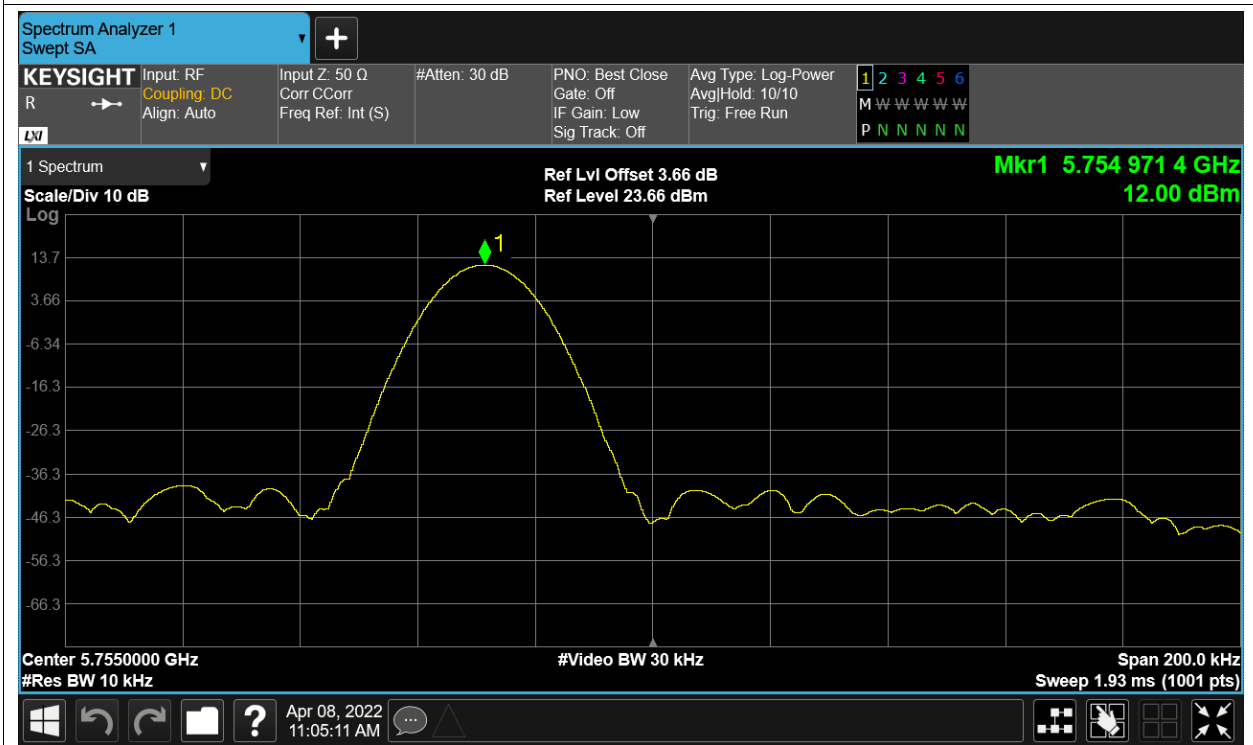 Spectrum Analyzer 1
Swept SA
KEYSIGHT
R
LXI
Input: RF
Coupling: DC
Align: Auto
Input Z: 50 Ω
Corr CCorr
Freq Ref: Int (S)
#Atten: 30 dB
PNO: Best Close
Gate: Off
IF Gain: Low
Sig Track: Off
Avg Type: Log-Power
Avg|Hold: 10/10
Trig: Free Run
1 2 3 4 5 6
M W W W W W
P N N N N N
1 Spectrum
Scale/Div 10 dB
Log
Ref Lvl Offset 3.66 dB
Ref Level 23.66 dBm
Mkr1 5.754 971 4 GHz
12.00 dBm
1
13.7
3.66
-6.34
-16.3
-26.3
-36.3
-46.3
-56.3
-66.3
Center 5.7550000 GHz
#Res BW 10 kHz
#Video BW 30 kHz
Span 200.0 kHz
Sweep 1.93 ms (1001 pts)
?
Apr 08, 2022
11:05:11 AM